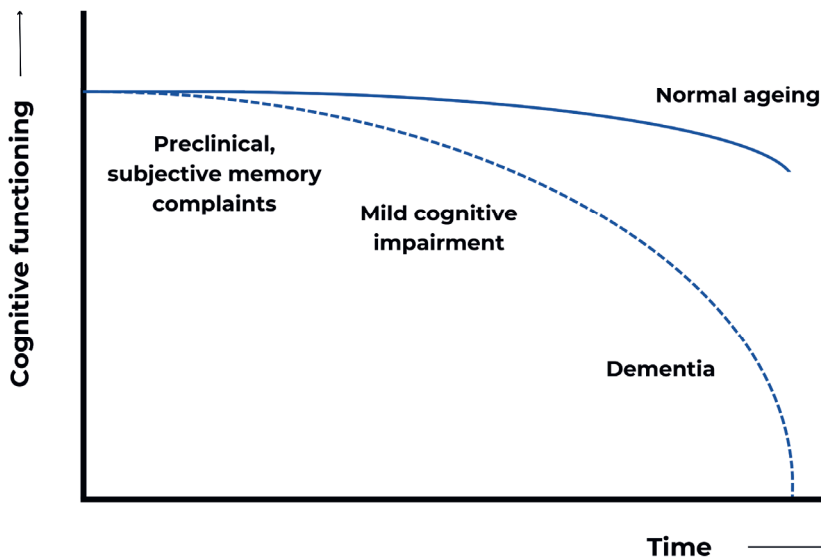 Cognitive functioning
Normal ageing
Preclinical,
subjective memory
complaints
Mild cognitive
impairment
Dementia
Time